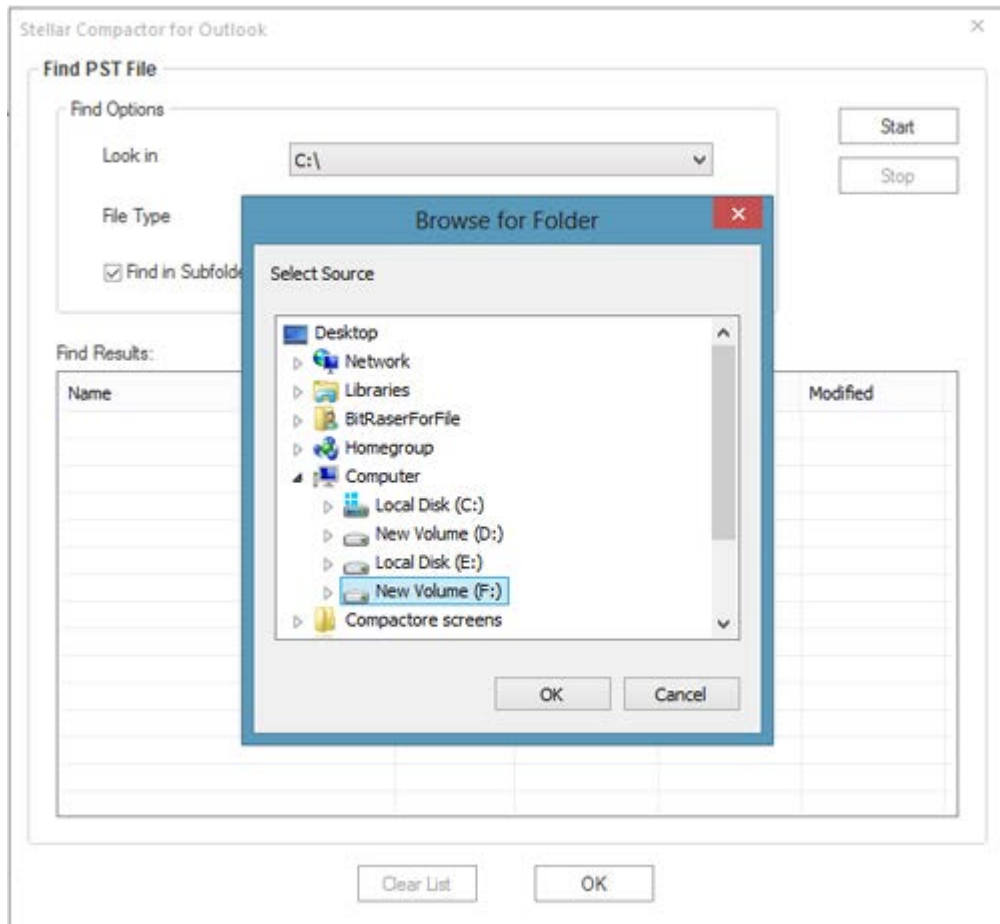 Stellar Compactor for Outlook
Find PST File
Find Options
Look in
C:\
Start
Stop
File Type
Find in Subfolde
Browse for Folder
Select Source
Desktop
Network
Libraries
BitRaserForFile
Homegroup
Computer
Local Disk (C:)
New Volume (D:)
Local Disk (E:)
New Volume (F:)
Compactore screens
OK Cancel
Find Results:
Name Modified
Clear List OK